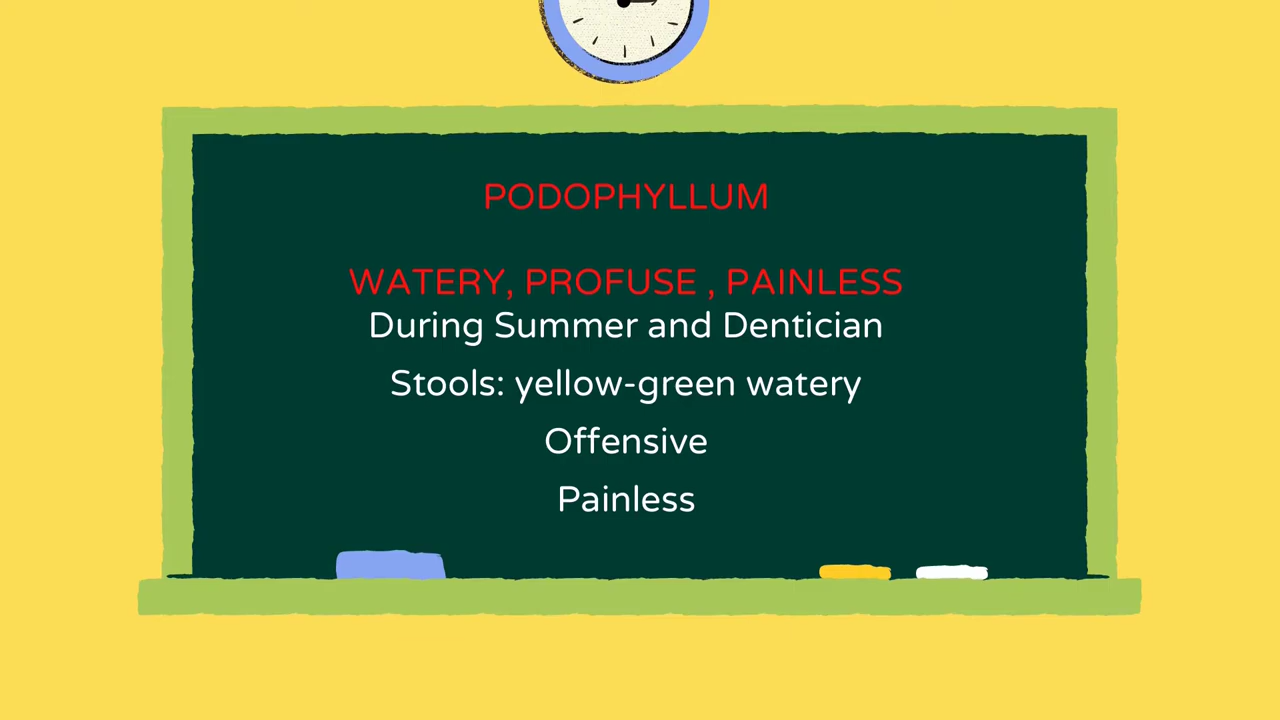 PODOPHYLLUM
WATERY, PROFUSE , PAINLESS
During Summer and Dentician
Stools: yellow-green watery
Offensive
Painless